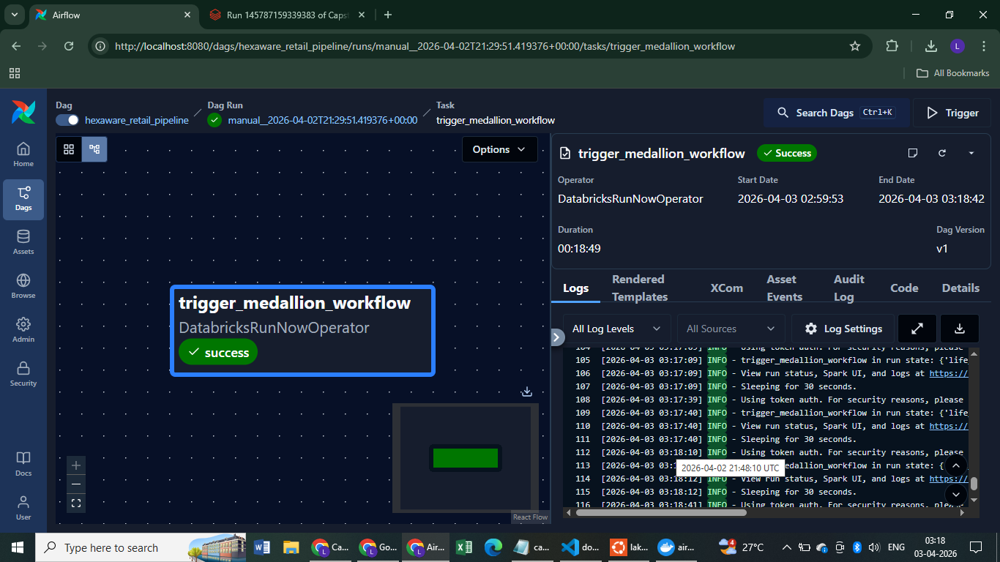 Airflow
Run 145787159339383 of Capst
http://localhost:8080/dags/hexaware_retail_pipeline/runs/manual__2026-04-02T21:29:51.419376+00:00/tasks/trigger_medallion_workflow
L
All Bookmarks
Dag
hexaware_retail_pipeline
Dag Run
manual__2026-04-02T21:29:51.419376+00:00
Task
trigger_medallion_workflow
Search Dags Ctrl+K
Trigger
Home
Dags
Assets
Browse
Admin
Security
Docs
User
Options
trigger_medallion_workflow
DatabricksRunNowOperator
success
React Flow
trigger_medallion_workflow Success
Operator Start Date End Date
DatabricksRunNowOperator 2026-04-03 02:59:53 2026-04-03 03:18:42
Duration Dag Version
00:18:49 v1
Logs Rendered Templates XCom Asset Events Audit Log Code Details
All Log Levels All Sources Log Settings
104 [2026-04-03 03:17:09] INFO - Using token auth. For security reasons, please
105 [2026-04-03 03:17:09] INFO - trigger_medallion_workflow in run state: {'life_
106 [2026-04-03 03:17:09] INFO - View run status, Spark UI, and logs at https://
107 [2026-04-03 03:17:09] INFO - Sleeping for 30 seconds.
108 [2026-04-03 03:17:39] INFO - Using token auth. For security reasons, please
109 [2026-04-03 03:17:40] INFO - trigger_medallion_workflow in run state: {'life_
110 [2026-04-03 03:17:40] INFO - View run status, Spark UI, and logs at https://
111 [2026-04-03 03:17:40] INFO - Sleeping for 30 seconds.
112 [2026-04-03 03:18:10] INFO - Using token auth. For security reasons, please
113 [2026-04-03 03: medallion_workflow in run state: {
2026-04-02 21:48:10 UTC
114 [2026-04-03 03:18:12] INFO - View run status, Spark UI, and logs at https://
115 [2026-04-03 03:18:12] INFO - Sleeping for 30 seconds.
116 [2026-04-03 03:18:41] INFO - Using token auth. For security reasons, please
Type here to search
Ca...
Go...
Air...
ca...
do...
lak...
air...
4
27°C
ENG
03:18
03-04-2026